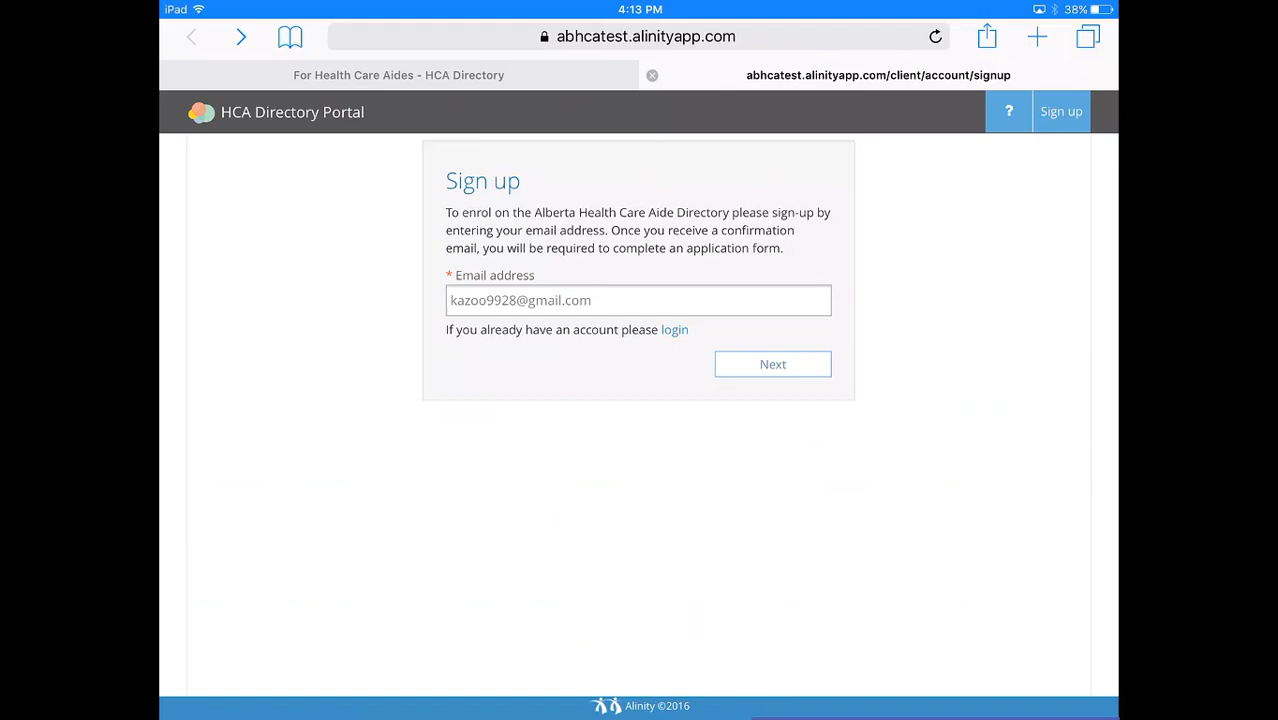 iPad 4:13 PM 38%
abhcatest.alinityapp.com
For Health Care Aides - HCA Directory
abhcatest.alinityapp.com/client/account/signup
HCA Directory Portal ? Sign up
Sign up
To enrol on the Alberta Health Care Aide Directory please sign-up by
entering your email address. Once you receive a confirmation
email, you will be required to complete an application form.
* Email address
kazoo9928@gmail.com
If you already have an account please login
Next
Alinity ©2016